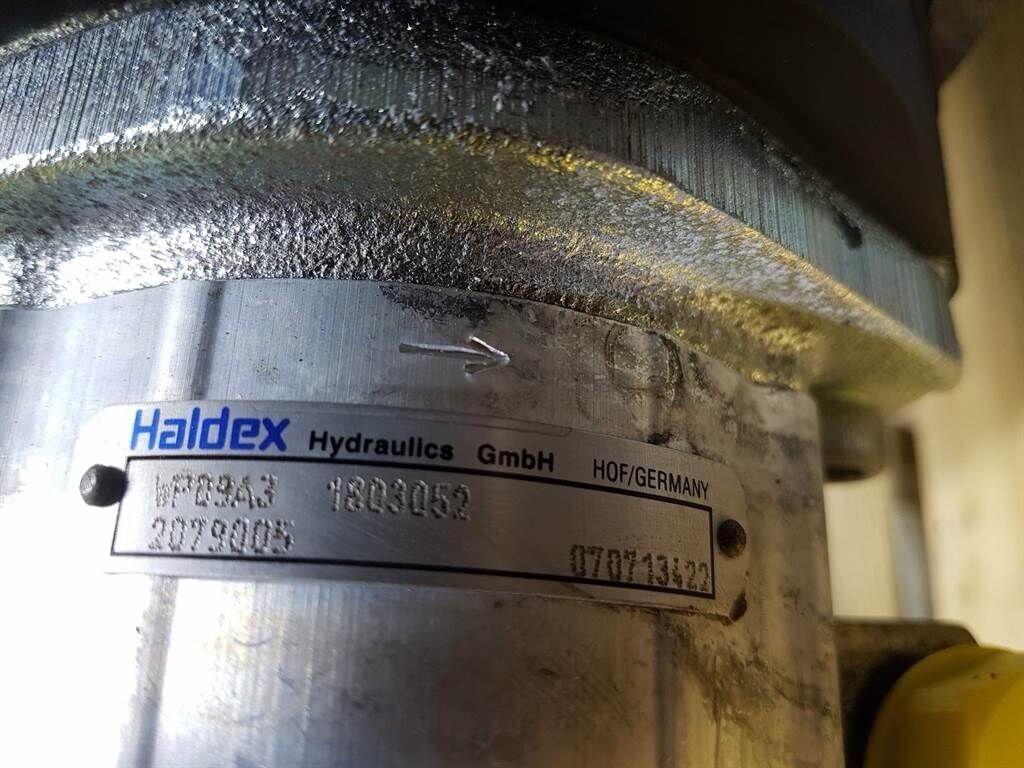 Haldex Hydraulics GmbH HOF/GERMANY
WP09A3 1803052
2079005
070713422